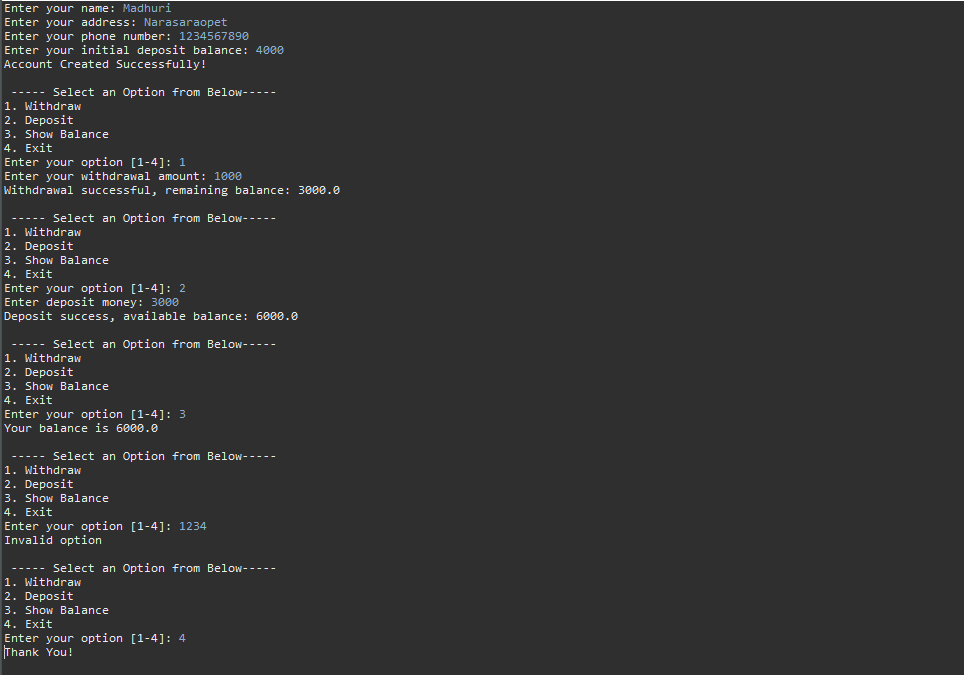 Enter your name: Madhuri
Enter your address: Narasaraopet
Enter your phone number: 1234567890
Enter your initial deposit balance: 4000
Account Created Successfully!
----- Select an Option from Below-----
1. Withdraw
2. Deposit
3. Show Balance
4. Exit
Enter your option [1-4]: 1
Enter your withdrawal amount: 1000
Withdrawal successful, remaining balance: 3000.0
----- Select an Option from Below-----
1. Withdraw
2. Deposit
3. Show Balance
4. Exit
Enter your option [1-4]: 2
Enter deposit money: 3000
Deposit success, available balance: 6000.0
----- Select an Option from Below-----
1. Withdraw
2. Deposit
3. Show Balance
4. Exit
Enter your option [1-4]: 3
Your balance is 6000.0
----- Select an Option from Below-----
1. Withdraw
2. Deposit
3. Show Balance
4. Exit
Enter your option [1-4]: 1234
Invalid option
----- Select an Option from Below-----
1. Withdraw
2. Deposit
3. Show Balance
4. Exit
Enter your option [1-4]: 4
Thank You!